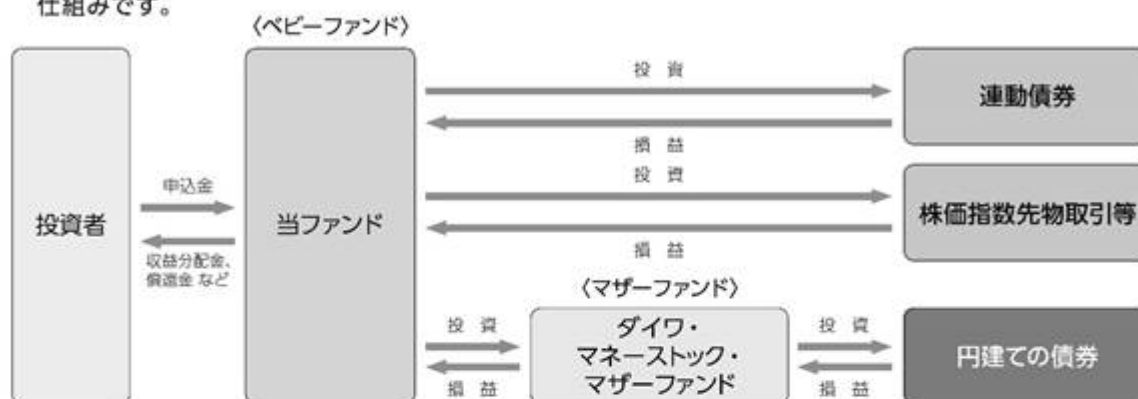 仕組みです。
〈ベビーファンド〉
投資者
申込金
収益分配金、
償還金 など
当ファンド
投 資
損 益
連動債券
投 資
損 益
株価指数先物取引等
〈マザーファンド〉
投 資
損 益
ダイワ・
マネーストック・
マザーファンド
投 資
損 益
円建ての債券